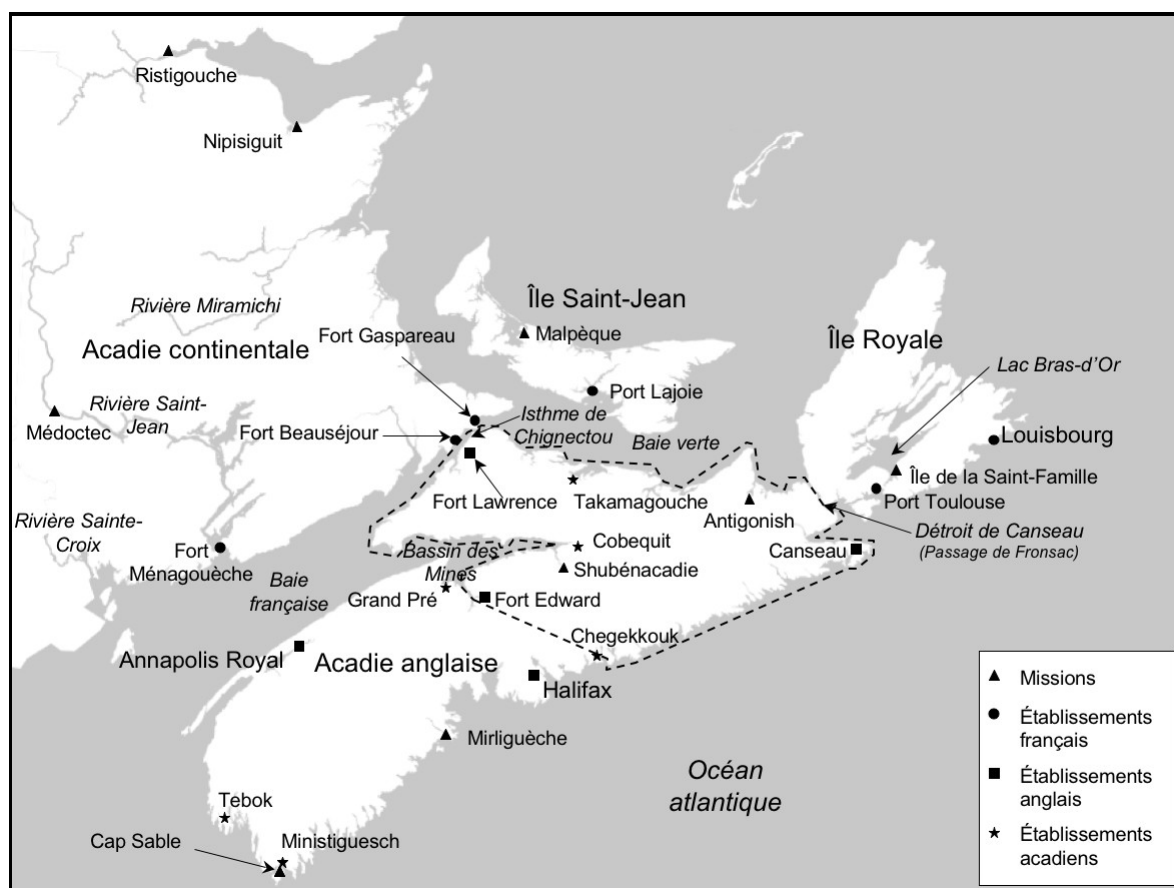 Ristigouche
Nipisiguit
Rivière Miramichi
Île Saint-Jean
Fort Gaspareau
Malpèque
Acadie continentale
Île Royale
Lac Bras-d'Or
Port Lajoie
Rivière Saint-
Jean
Médoctec
Isthme de
Chignectou
Fort Beauséjour
Baie verte
Louisbourg
Île de la Saint-Famille
Port Toulouse
Fort Lawrence
Takamagouche
Antigonish
Détroit de Canseau
(Passage de Fronsac)
Rivière Sainte-
Croix
Fort
Ménagouèche
Bassin des
Mines
Cobequit
Canseau
Shubénacadie
Baie
française
Grand Pré
Fort Edward
Chegekkouk
Annapolis Royal
Acadie anglaise
Halifax
Mirliguèche
Océan
atlantique
Tebok
Cap Sable
Ministiguesch
Missions
Établissements
français
Établissements
anglais
Établissements
acadiens